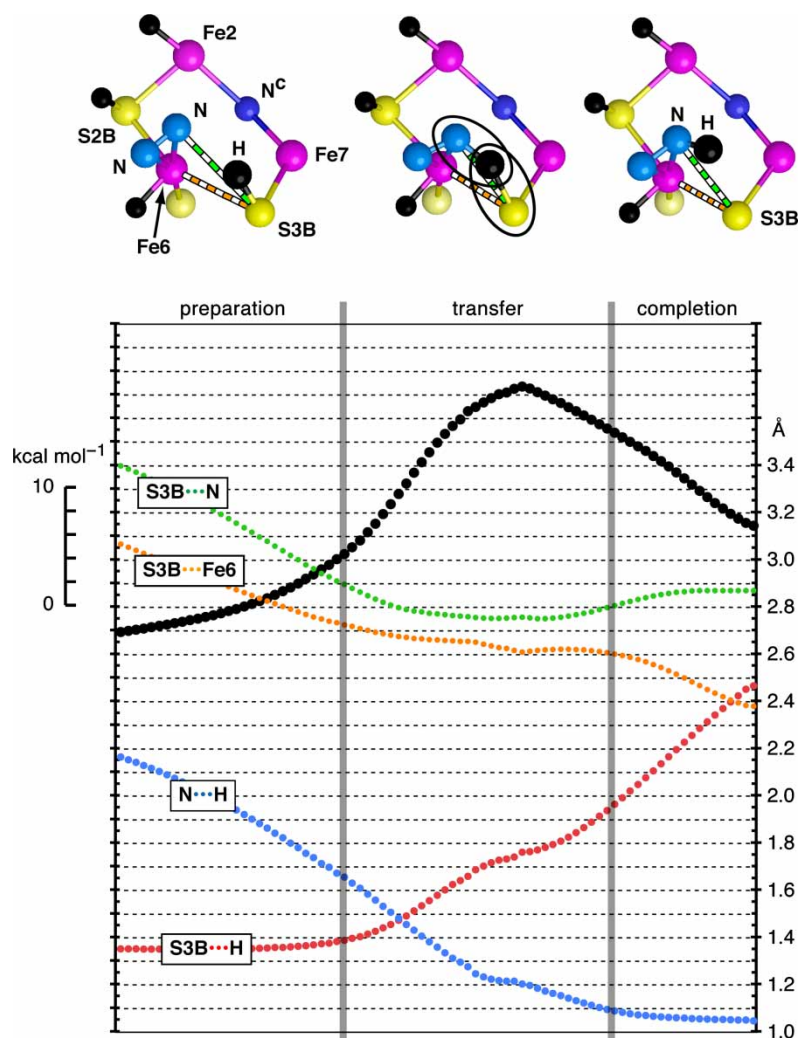 Fe2
N^c
N
H
S2B
N
Fe7
Fe6
S3B
N
H
S3B
preparation transfer completion
kcal mol⁻¹
Å
10
0
S3B•••N
S3B•••Fe6
N•••H
S3B•••H
3.4
3.2
3.0
2.8
2.6
2.4
2.2
2.0
1.8
1.6
1.4
1.2
1.0